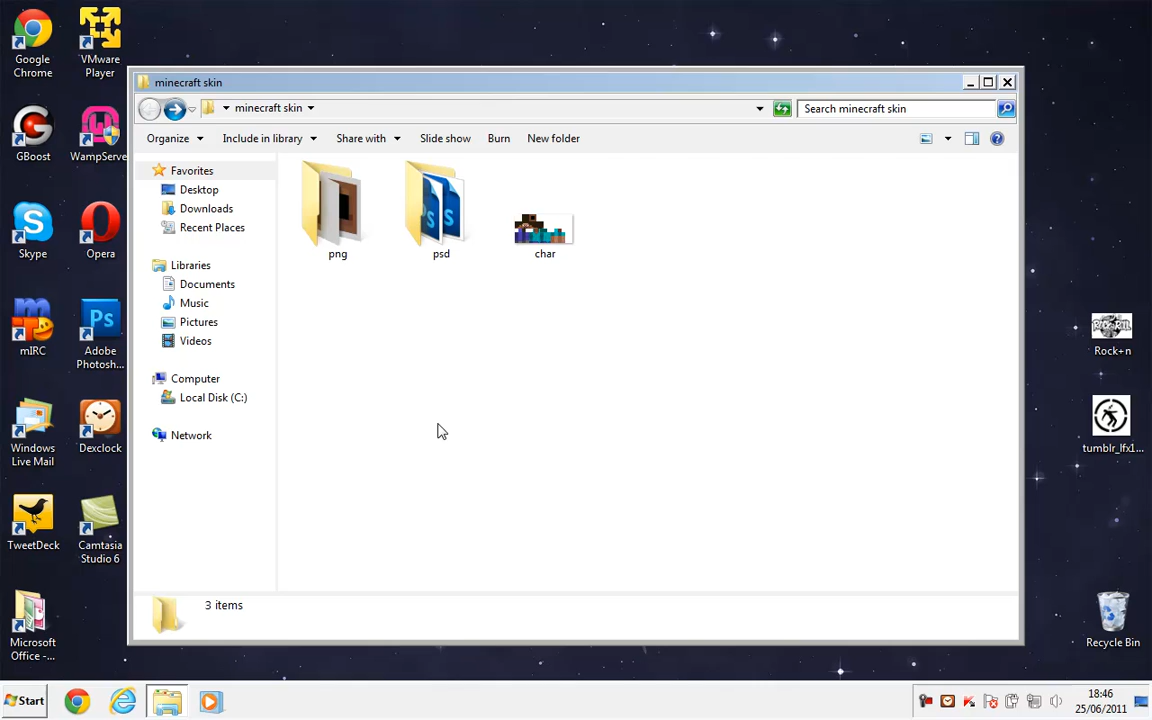 Google
Chrome
VMware
Player
GBoost
WampServe
Skype
Opera
mIRC
Adobe
Photosh...
Windows
Live Mail
Dexclock
TweetDeck
Camtasia
Studio 6
Microsoft
Office -...
minecraft skin
minecraft skin
Search minecraft skin
Organize
Include in library
Share with
Slide show
Burn
New folder
Favorites
Desktop
Downloads
Recent Places
Libraries
Documents
Music
Pictures
Videos
Computer
Local Disk (C:)
Network
png
psd
char
3 items
Rock+n
tumblr_lfx1...
Recycle Bin
Start
18:46
25/06/2011